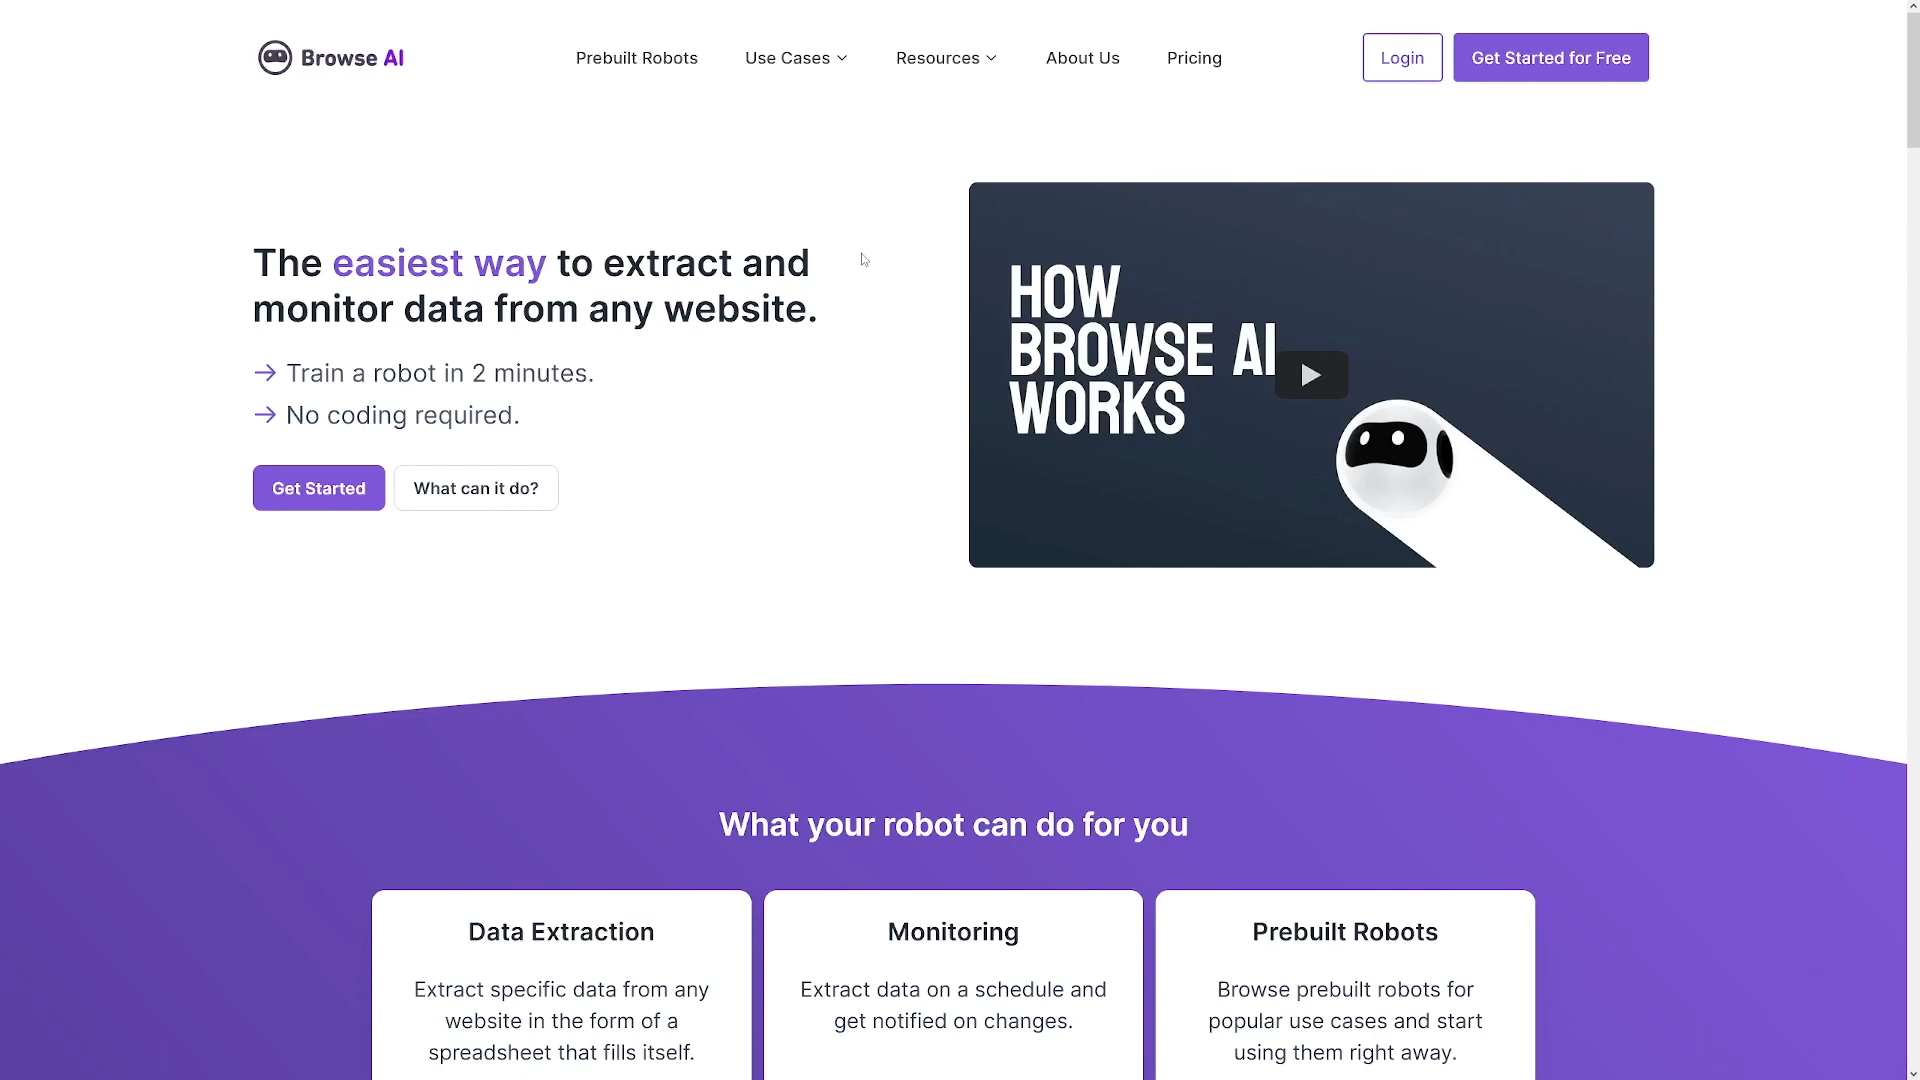 Browse AI
Prebuilt Robots
Use Cases
Resources
About Us
Pricing
Login
Get Started for Free
The easiest way to extract and
monitor data from any website.
Train a robot in 2 minutes.
No coding required.
Get Started
What can it do?
HOW
BROWSE AI
WORKS
What your robot can do for you
Data Extraction
Extract specific data from any
website in the form of a
spreadsheet that fills itself.
Monitoring
Extract data on a schedule and
get notified on changes.
Prebuilt Robots
Browse prebuilt robots for
popular use cases and start
using them right away.